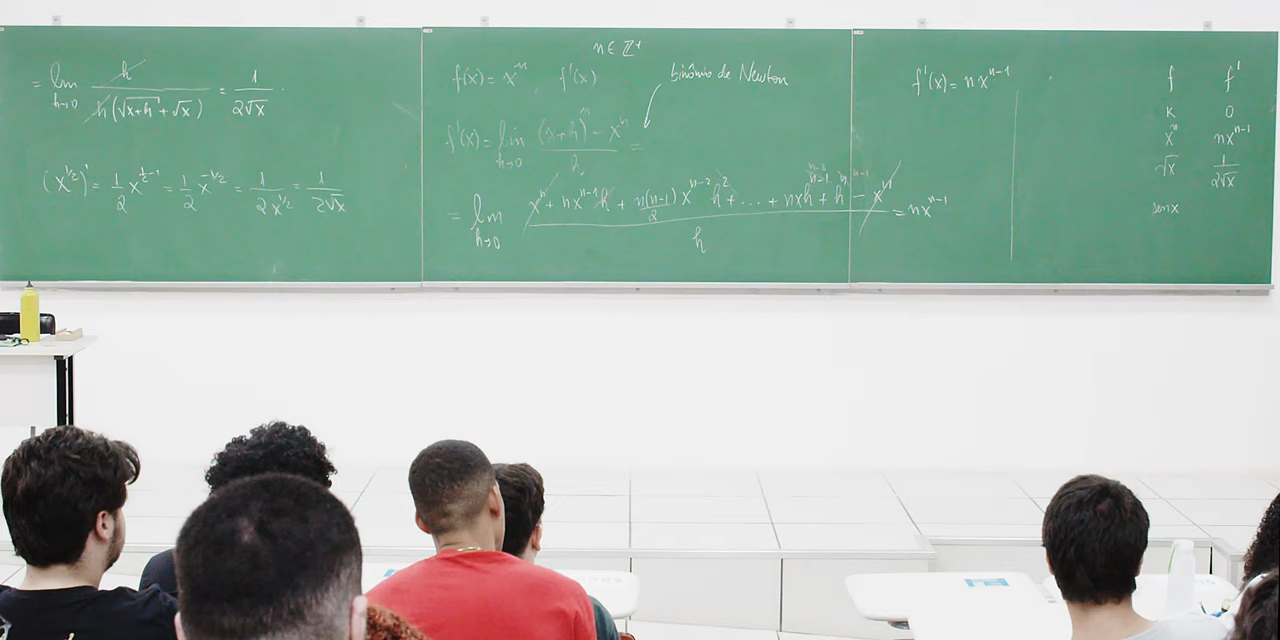 = lim h→0 h / h(√x+h + √x) = 1 / 2√x .
(x^1/2)' = 1/2 x^1/2-1 = 1/2 x^-1/2 = 1 / 2x^1/2 = 1 / 2√x
n ∈ ℤ+
f(x) = x^n f'(x)
binômio de Newton
f'(x) = lim h→0 (x+h)^n - x^n / h =
= lim h→0 x^n + nx^n-1 h + n(n-1)/2 x^n-2 h^2 + ... + nxh^n-1 + h^n - x^n / h = nx^n-1
f'(x) = nx^n-1
f f'
K 0
x^n nx^n-1
√x 1 / 2√x
sen x